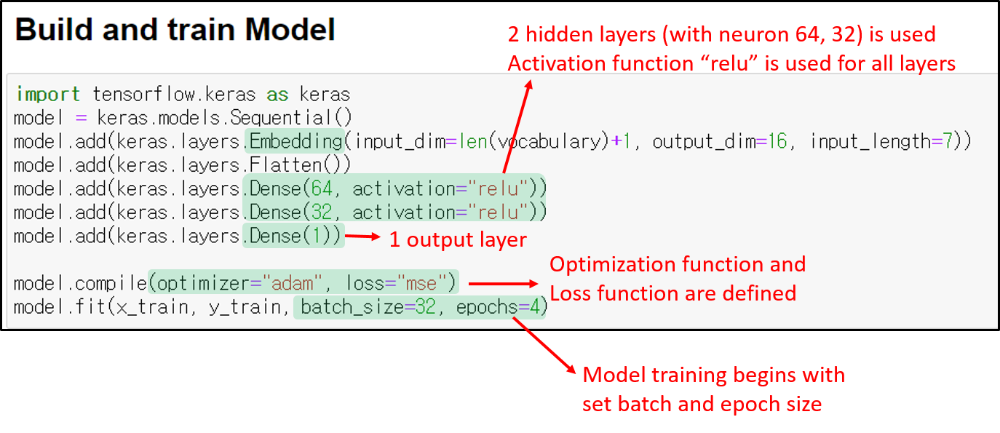 Build and train Model
2 hidden layers (with neuron 64, 32) is used
Activation function “relu” is used for all layers
import tensorflow.keras as keras
model = keras.models.Sequential()
model.add(keras.layers.Embedding(input_dim=len(vocabulary)+1, output_dim=16, input_length=7))
model.add(keras.layers.Flatten())
model.add(keras.layers.Dense(64, activation="relu"))
model.add(keras.layers.Dense(32, activation="relu"))
model.add(keras.layers.Dense(1))
1 output layer
Optimization function and
Loss function are defined
model.compile(optimizer="adam", loss="mse")
model.fit(x_train, y_train, batch_size=32, epochs=4)
Model training begins with
set batch and epoch size